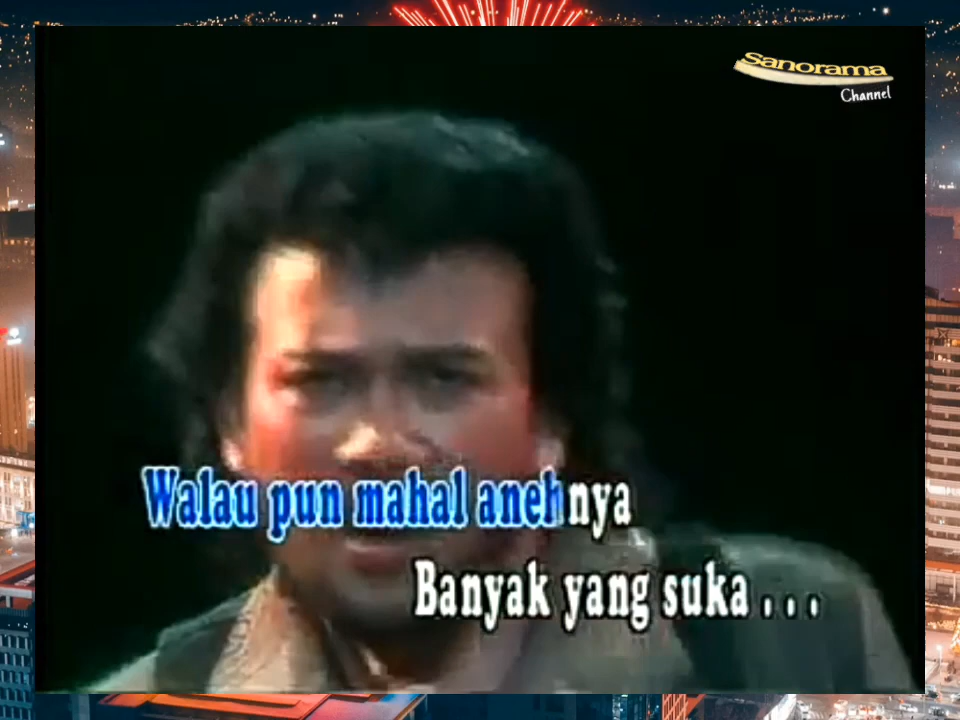 Sanorama
Channel
Walau pun mahal anehnya
Banyak yang suka . . .